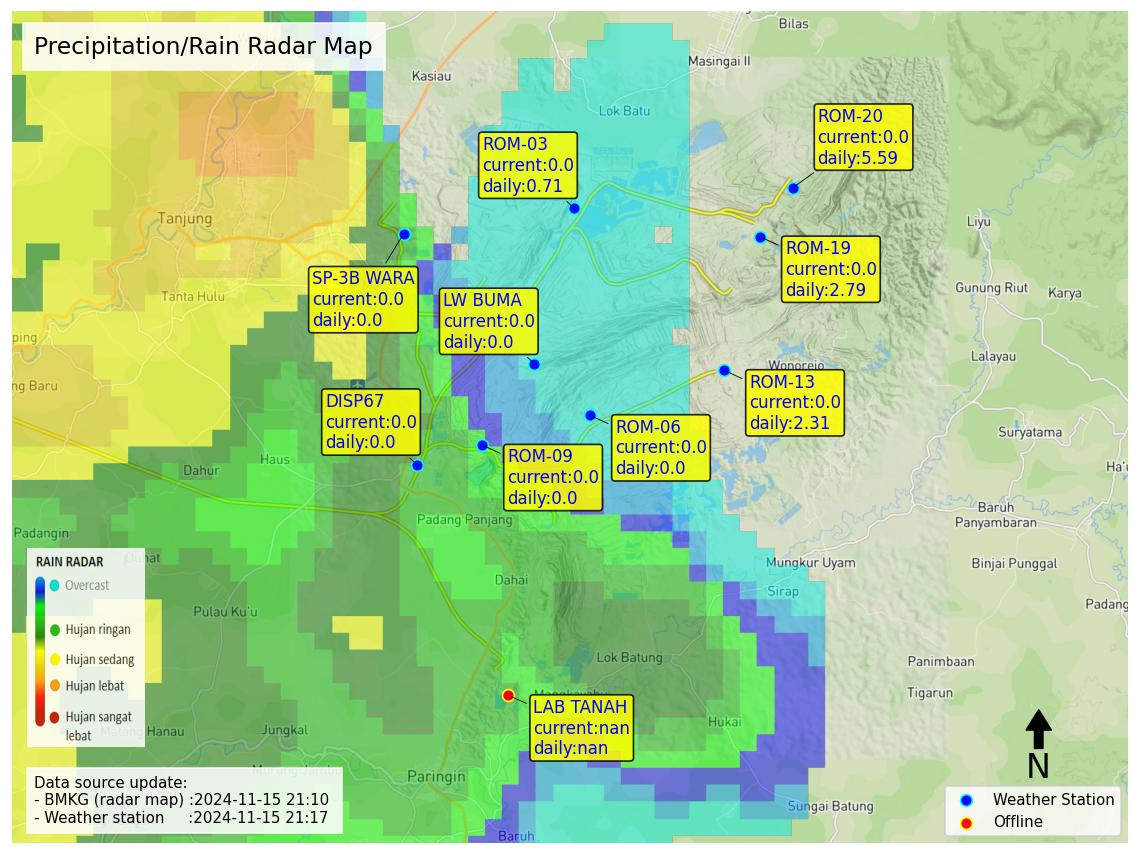 Precipitation/Rain Radar Map
Bilas
Masingai II
Kasiau
Lok Batu
ROM-20
current:0.0
daily:5.59
ROM-03
current:0.0
daily:0.71
Tanjung
Liyu
ROM-19
current:0.0
daily:2.79
SP-3B WARA
current:0.0
daily:0.0
Tanta Hulu
LW BUMA
current:0.0
daily:0.0
Gunung Riut
Karya
ping
Lalayau
Wonorejo
ng Baru
ROM-13
current:0.0
daily:2.31
DISP67
current:0.0
daily:0.0
ROM-06
current:0.0
daily:0.0
Suryatama
ROM-09
current:0.0
daily:0.0
Haus
Dahur
Ha'u
Baruh
Panyambaran
Padang Panjang
Padangin
RAIN RADAR
Overcast
Hujan ringan
Hujan sedang
Hujan lebat
Hujan sangat
lebat
Mungkur Uyam
Binjai Punggal
Dahai
Sirap
Padang
Pulau Ku'u
Lok Batung
Panimbaan
Tigarun
LAB TANAH
current:nan
daily:nan
Hukai
Jungkal
N
Paringin
Data source update:
- BMKG (radar map) :2024-11-15 21:10
- Weather station :2024-11-15 21:17
Sungai Batung
Baruh
Weather Station
Offline